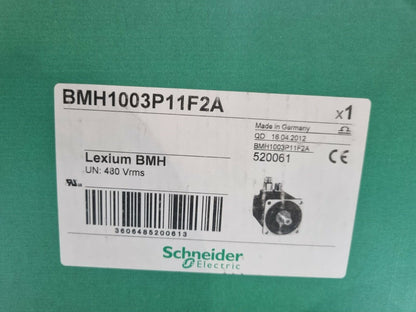 BMH1003P11F2A
x1
Made in Germany
QD 16.04.2012
BMH1003P11F2A
520061
CE
Lexium BMH
UN: 480 Vrms
3606485200613
Schneider
Electric